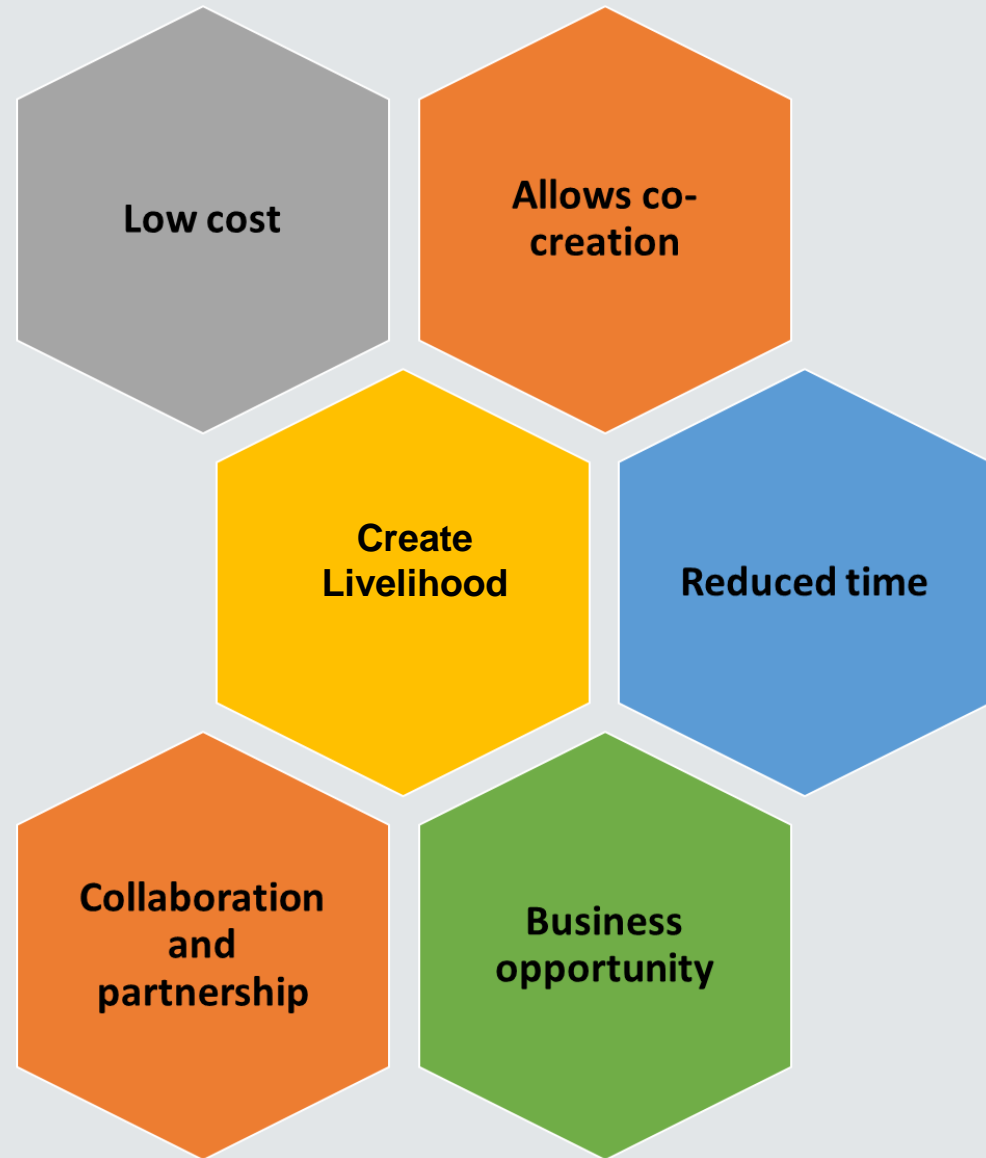 Low cost
Allows co-
creation
Create
Livelihood
Reduced time
Collaboration
and
partnership
Business
opportunity